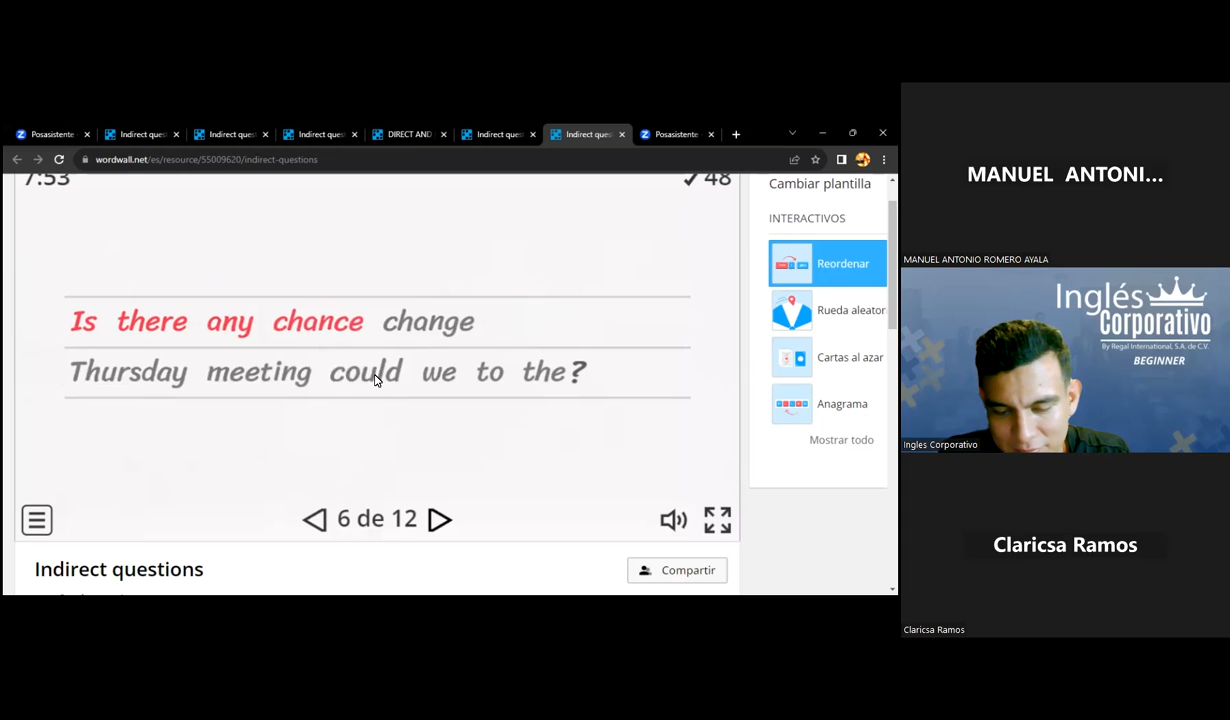 Posasistente
Indirect ques
Indirect ques
Indirect ques
DIRECT AND
Indirect ques
Indirect ques
Posasistente
wordwall.net/es/resource/55009620/indirect-questions
7:53
✓ 48
Is there any chance change
Thursday meeting could we to the?
6 de 12
Indirect questions
Compartir
Cambiar plantilla
INTERACTIVOS
Reordenar
Rueda aleator
Cartas al azar
Anagrama
Mostrar todo
MANUEL ANTONI...
MANUEL ANTONIO ROMERO AYALA
Inglés
Corporativo
By Regal International, S.A. de C.V.
BEGINNER
Ingles Corporativo
Claricsa Ramos
Claricsa Ramos